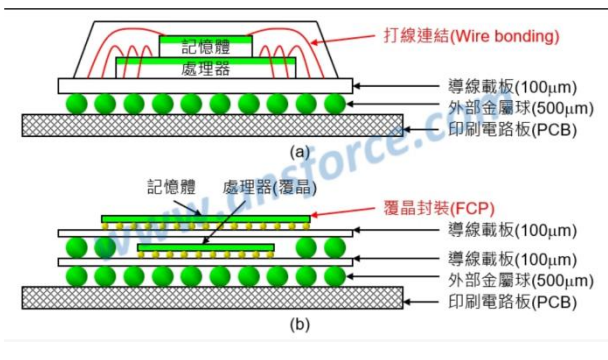 打線連結(Wire bonding)
記憶體
處理器
導線載板(100μm)
外部金屬球(500μm)
印刷電路板(PCB)
(a)
www.ansforce.com
記憶體 處理器(覆晶)
覆晶封裝(FCP)
導線載板(100μm)
導線載板(100μm)
外部金屬球(500μm)
印刷電路板(PCB)
(b)